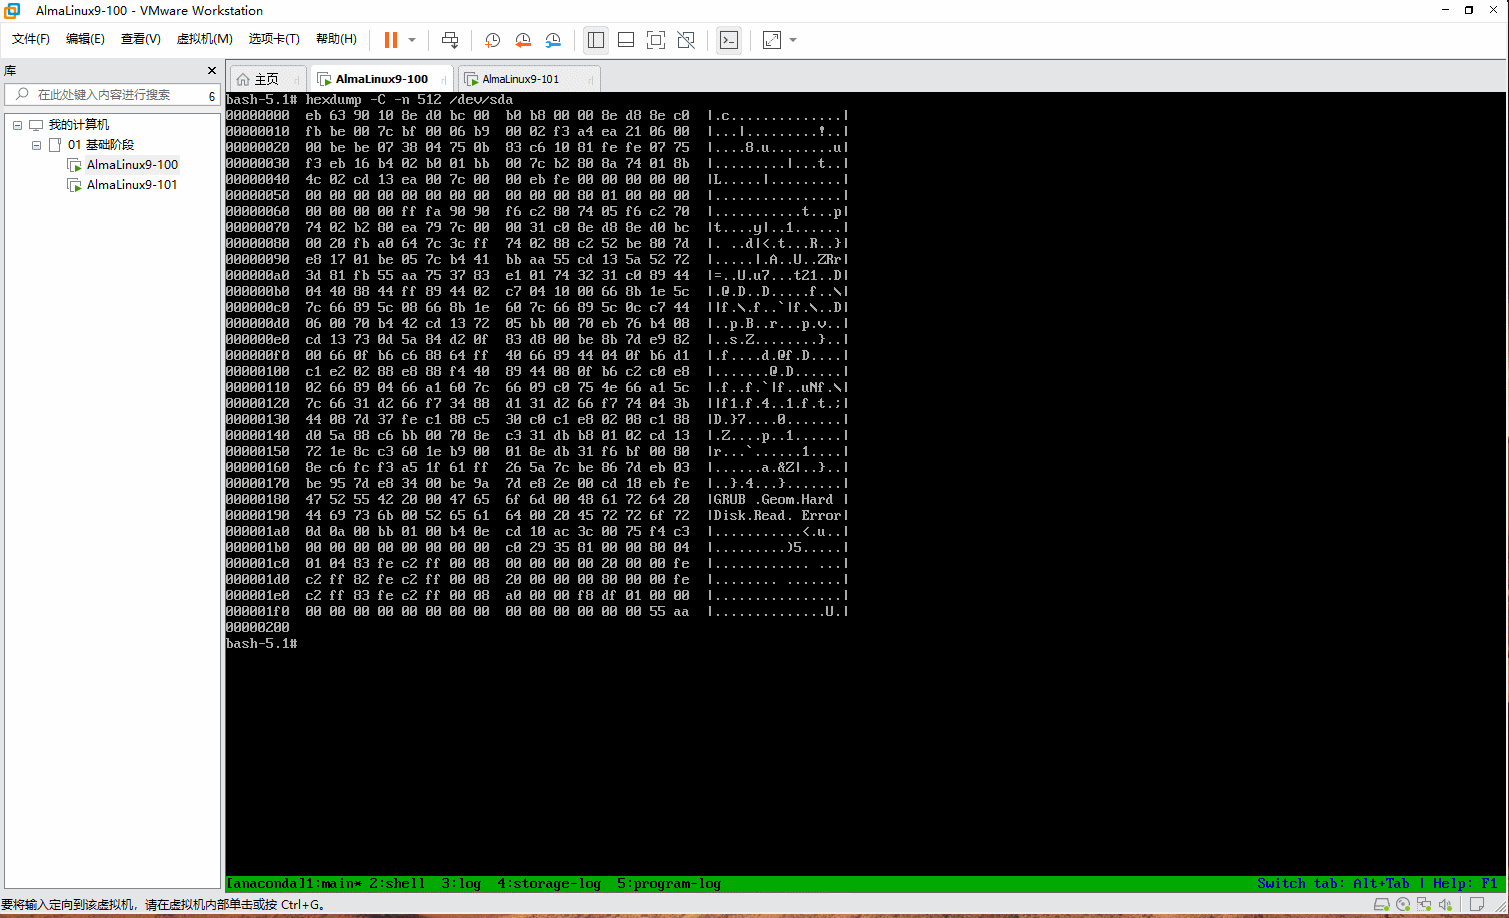 AlmaLinux9-100 - VMware Workstation
文件(F) 编辑(E) 查看(V) 虚拟机(M) 选项卡(T) 帮助(H)
库
在此处键入内容进行搜索 6
我的计算机
01 基础阶段
AlmaLinux9-100
AlmaLinux9-101
主页 AlmaLinux9-100 AlmaLinux9-101
bash-5.1# hexdump -C -n 512 /dev/sda
00000000  eb 63 90 10 8e d0 bc 00  b0 b8 00 00 8e d8 8e c0  |.c..............|
00000010  fb be 00 7c bf 00 06 b9  00 02 f3 a4 ea 21 06 00  |...|.........!..|
00000020  00 be be 07 38 04 75 0b  83 c6 10 81 fe fe 07 75  |....8.u........u|
00000030  f3 eb 16 b4 02 b0 01 bb  00 7c b2 80 8a 74 01 8b  |.........|...t..|
00000040  4c 02 cd 13 ea 00 7c 00  00 eb fe 00 00 00 00 00  |L.....|.........|
00000050  00 00 00 00 00 00 00 00  00 00 00 80 01 00 00 00  |................|
00000060  00 00 00 00 ff fa 90 90  f6 c2 80 74 05 f6 c2 70  |...........t...p|
00000070  74 02 b2 80 ea 79 7c 00  00 31 c0 8e d8 8e d0 bc  |t....y|..1......|
00000080  00 20 fb a0 64 7c 3c ff  74 02 88 c2 52 be 80 7d  |. ..d|<.t...R..}|
00000090  e8 17 01 be 05 7c b4 41  bb aa 55 cd 13 5a 52 72  |.....|.A..U..ZRr|
000000a0  3d 81 fb 55 aa 75 37 83  e1 01 74 32 31 c0 89 44  |=..U.u7...t21..D|
000000b0  04 40 88 44 ff 89 44 02  c7 04 10 00 66 8b 1e 5c  |.@.D..D.....f..\|
000000c0  7c 66 89 5c 08 66 8b 1e  60 7c 66 89 5c 0c c7 44  ||f.\.f..`|f.\..D|
000000d0  06 00 70 b4 42 cd 13 72  05 bb 00 70 eb 76 b4 08  |..p.B..r...p.v..|
000000e0  cd 13 73 0d 5a 84 d2 0f  83 d8 00 be 8b 7d e9 82  |..s.Z........}..|
000000f0  00 66 0f b6 c6 88 64 ff  40 66 89 44 04 0f b6 d1  |.f....d.@f.D....|
00000100  c1 e2 02 88 e8 88 f4 40  89 44 08 0f b6 c2 c0 e8  |.......@.D......|
00000110  02 66 89 04 66 a1 60 7c  66 09 c0 75 4e 66 a1 5c  |.f..f.`|f..uNf.\|
00000120  7c 66 31 d2 66 f7 34 88  d1 31 d2 66 f7 74 04 3b  ||f1.f.4..1.f.t.;|
00000130  44 08 7d 37 fe c1 88 c5  30 c0 c1 e8 02 08 c1 88  |D.}7....0.......|
00000140  d0 5a 88 c6 bb 00 70 8e  c3 31 db b8 01 02 cd 13  |.Z....p..1......|
00000150  72 1e 8c c3 60 1e b9 00  01 8e db 31 f6 bf 00 80  |r...`......1....|
00000160  8e c6 fc f3 a5 1f 61 ff  26 5a 7c be 86 7d eb 03  |......a.&Z|..}..|
00000170  be 95 7d e8 34 00 be 9a  7d e8 2e 00 cd 18 eb fe  |..}.4...}.......|
00000180  47 52 55 42 20 00 47 65  6f 6d 00 48 61 72 64 20  |GRUB .Geom.Hard |
00000190  44 69 73 6b 00 52 65 61  64 00 20 45 72 72 6f 72  |Disk.Read. Error|
000001a0  0d 0a 00 bb 01 00 b4 0e  cd 10 ac 3c 00 75 f4 c3  |...........<.u..|
000001b0  00 00 00 00 00 00 00 00  c0 29 35 81 00 00 80 04  |.........)5.....|
000001c0  01 04 83 fe c2 ff 00 08  00 00 00 00 20 00 00 fe  |............ ...|
000001d0  c2 ff 82 fe c2 ff 00 08  20 00 00 00 80 00 00 fe  |........ .......|
000001e0  c2 ff 83 fe c2 ff 00 08  a0 00 00 f8 df 01 00 00  |................|
000001f0  00 00 00 00 00 00 00 00  00 00 00 00 00 00 55 aa  |..............U.|
00000200
bash-5.1#
[anaconda]1:main* 2:shell  3:log  4:storage-log  5:program-log Switch tab: Alt+Tab | Help: F1
要将输入定向到该虚拟机，请在虚拟机内部单击或按 Ctrl+G。